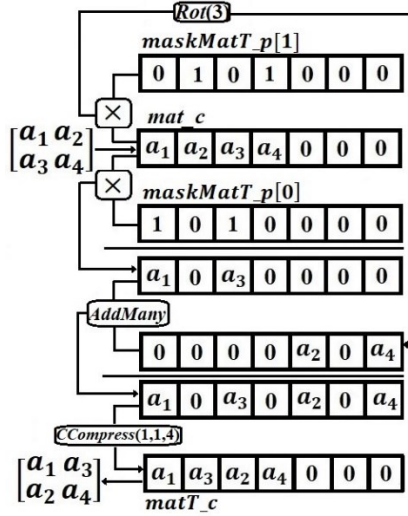 Rot(3)
maskMatT_p[1]
0 1 0 1 0 0 0
×
mat_c
a₁ a₂
a₃ a₄
a₁ a₂ a₃ a₄ 0 0 0
×
maskMatT_p[0]
1 0 1 0 0 0 0
a₁ 0 a₃ 0 0 0 0
AddMany
0 0 0 0 a₂ 0 a₄
a₁ 0 a₃ 0 a₂ 0 a₄
CCompress(1,1,4)
a₁ a₃
a₂ a₄
a₁ a₃ a₂ a₄ 0 0 0
matT_c